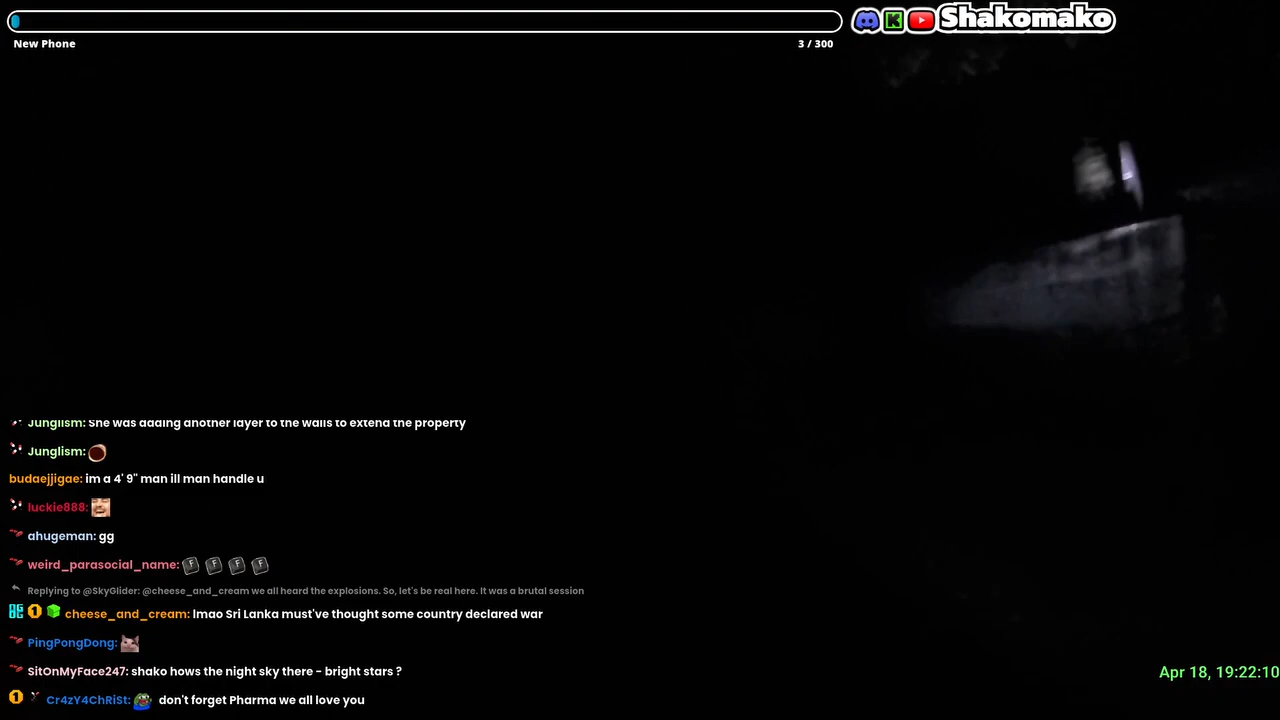 Shakomako
New Phone
3 / 300
Junglism: She was adding another layer to the walls to extend the property
Junglism:
budaejjigae: im a 4' 9" man ill man handle u
luckie888:
ahugeman: gg
weird_parasocial_name: F F F F
Replying to @SkyGlider: @cheese_and_cream we all heard the explosions. So, let's be real here. It was a brutal session
cheese_and_cream: lmao Sri Lanka must've thought some country declared war
PingPongDong:
SitOnMyFace247: shako hows the night sky there - bright stars ?
Cr4zY4ChRiSt: don't forget Pharma we all love you
Apr 18, 19:22:10